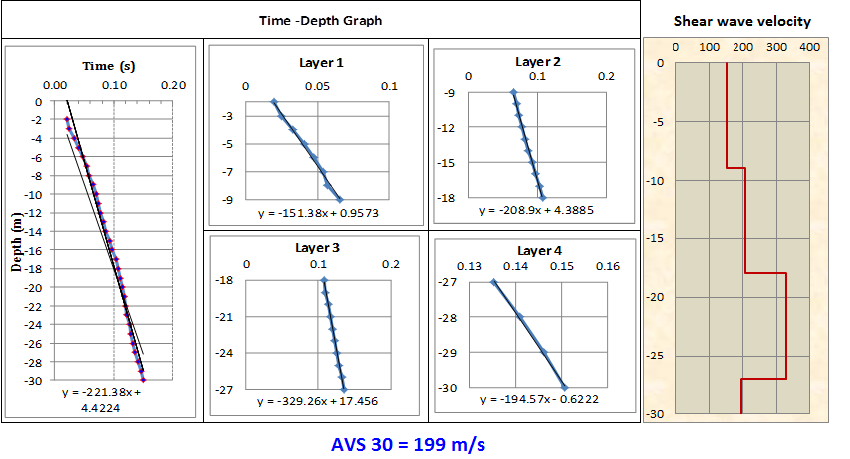 Time -Depth Graph
Shear wave velocity
Time (s)
0.00 0.10 0.20
Depth (m)
0
-2
-4
-6
-8
-10
-12
-14
-16
-18
-20
-22
-24
-26
-28
-30
y = -221.38x +
4.4224
Layer 1
0 0.05 0.1
-3
-5
-7
-9
y = -151.38x + 0.9573
Layer 2
0 0.1 0.2
-9
-12
-15
-18
y = -208.9x + 4.3885
Layer 3
0 0.1 0.2
-18
-21
-24
-27
y = -329.26x + 17.456
Layer 4
0.13 0.14 0.15 0.16
-27
-28
-29
-30
y = -194.57x - 0.6222
0 100 200 300 400
0
-5
-10
-15
-20
-25
-30
AVS 30 = 199 m/s